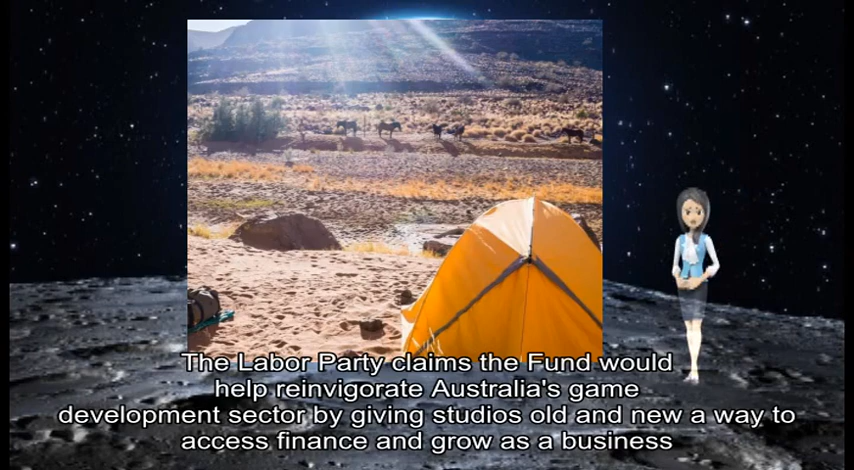 The Labor Party claims the Fund would
help reinvigorate Australia's game
development sector by giving studios old and new a way to
access finance and grow as a business